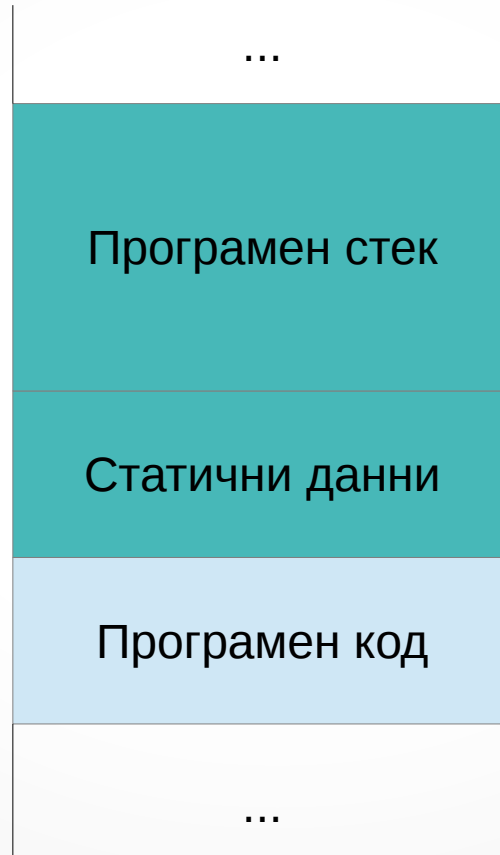 ...
Програмен стек
Статични данни
Програмен код
...